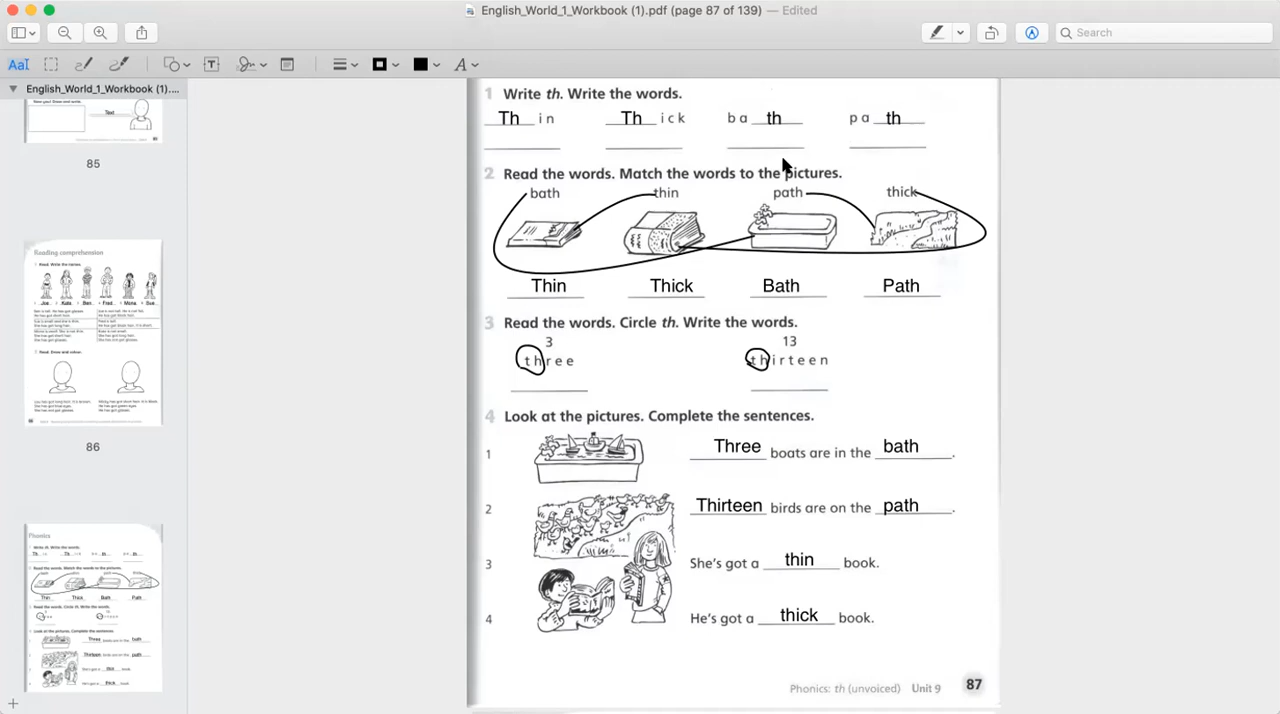 English_World_1_Workbook (1).pdf (page 87 of 139) — Edited
Search
AaI
T
A
English_World_1_Workbook (1)....
Text
85
Reading comprehension
86
Phonics
1 Write th. Write the words.
Th in Th ick ba th pa th
2 Read the words. Match the words to the pictures.
bath thin path thick
Thin Thick Bath Path
3 Read the words. Circle th. Write the words.
3 13
three thirteen
4 Look at the pictures. Complete the sentences.
1 Three boats are in the bath.
2 Thirteen birds are on the path.
3 She's got a thin book.
4 He's got a thick book.
Phonics: th (unvoiced) Unit 9 87